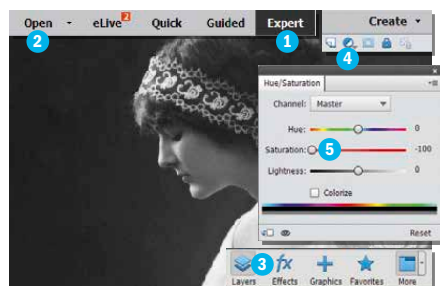 Open eLive 2 Quick Guided Expert Create
2 1 4
Hue/Saturation
Channel: Master
Hue: 0
Saturation: 5 -100
Lightness: 0
Colorize
Reset
3
Layers Effects Graphics Favorites More
fx